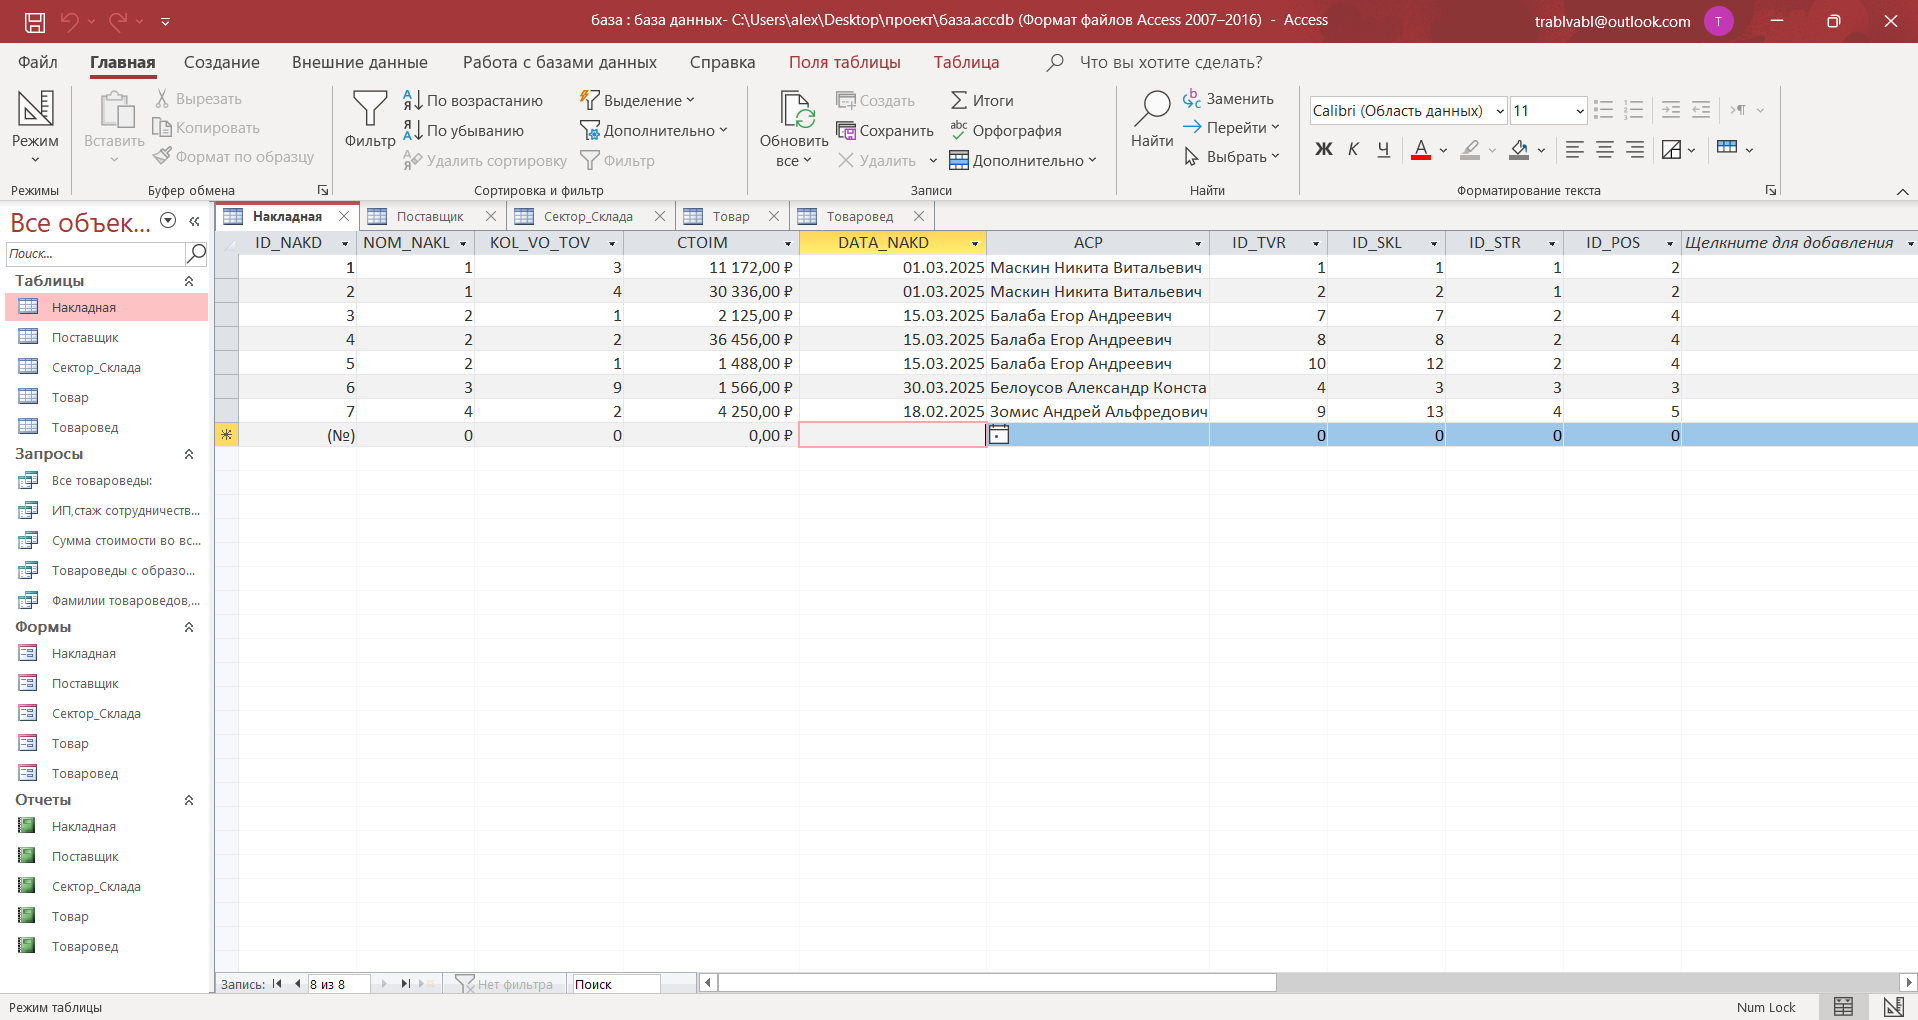 база : база данных- C:\Users\alex\Desktop\проект\база.accdb (Формат файлов Access 2007–2016) - Access
trablvabl@outlook.com
T
Файл Главная Создание Внешние данные Работа с базами данных Справка Поля таблицы Таблица Что вы хотите сделать?
Режим
Режимы
Вставить
Вырезать
Копировать
Формат по образцу
Буфер обмена
Фильтр
По возрастанию
По убыванию
Удалить сортировку
Выделение
Дополнительно
Фильтр
Сортировка и фильтр
Обновить
все
Создать
Сохранить
Удалить
Итоги
Орфография
Дополнительно
Записи
Найти
Заменить
Перейти
Выбрать
Найти
Calibri (Область данных) 11
Ж К Ч А
Форматирование текста
Все объек...
Поиск...
Таблицы
Накладная
Поставщик
Сектор_Склада
Товар
Товаровед
Запросы
Все товароведы:
ИП,стаж сотрудничеств...
Сумма стоимости во вс...
Товароведы с образо...
Фамилии товароведов,...
Формы
Накладная
Поставщик
Сектор_Склада
Товар
Товаровед
Отчеты
Накладная
Поставщик
Сектор_Склада
Товар
Товаровед
Накладная Поставщик Сектор_Склада Товар Товаровед
ID_NAKD NOM_NAKL KOL_VO_TOV CTOIM DATA_NAKD ACP ID_TVR ID_SKL ID_STR ID_POS Щелкните для добавления
1 1 3 11 172,00 ₽ 01.03.2025 Маскин Никита Витальевич 1 1 1 2
2 1 4 30 336,00 ₽ 01.03.2025 Маскин Никита Витальевич 2 2 1 2
3 2 1 2 125,00 ₽ 15.03.2025 Балаба Егор Андреевич 7 7 2 4
4 2 2 36 456,00 ₽ 15.03.2025 Балаба Егор Андреевич 8 8 2 4
5 2 1 1 488,00 ₽ 15.03.2025 Балаба Егор Андреевич 10 12 2 4
6 3 9 1 566,00 ₽ 30.03.2025 Белоусов Александр Конста 4 3 3 3
7 4 2 4 250,00 ₽ 18.02.2025 Зомис Андрей Альфредович 9 13 4 5
(№) 0 0 0,00 ₽ 0 0 0 0
Запись: 8 из 8 Нет фильтра Поиск
Режим таблицы
Num Lock